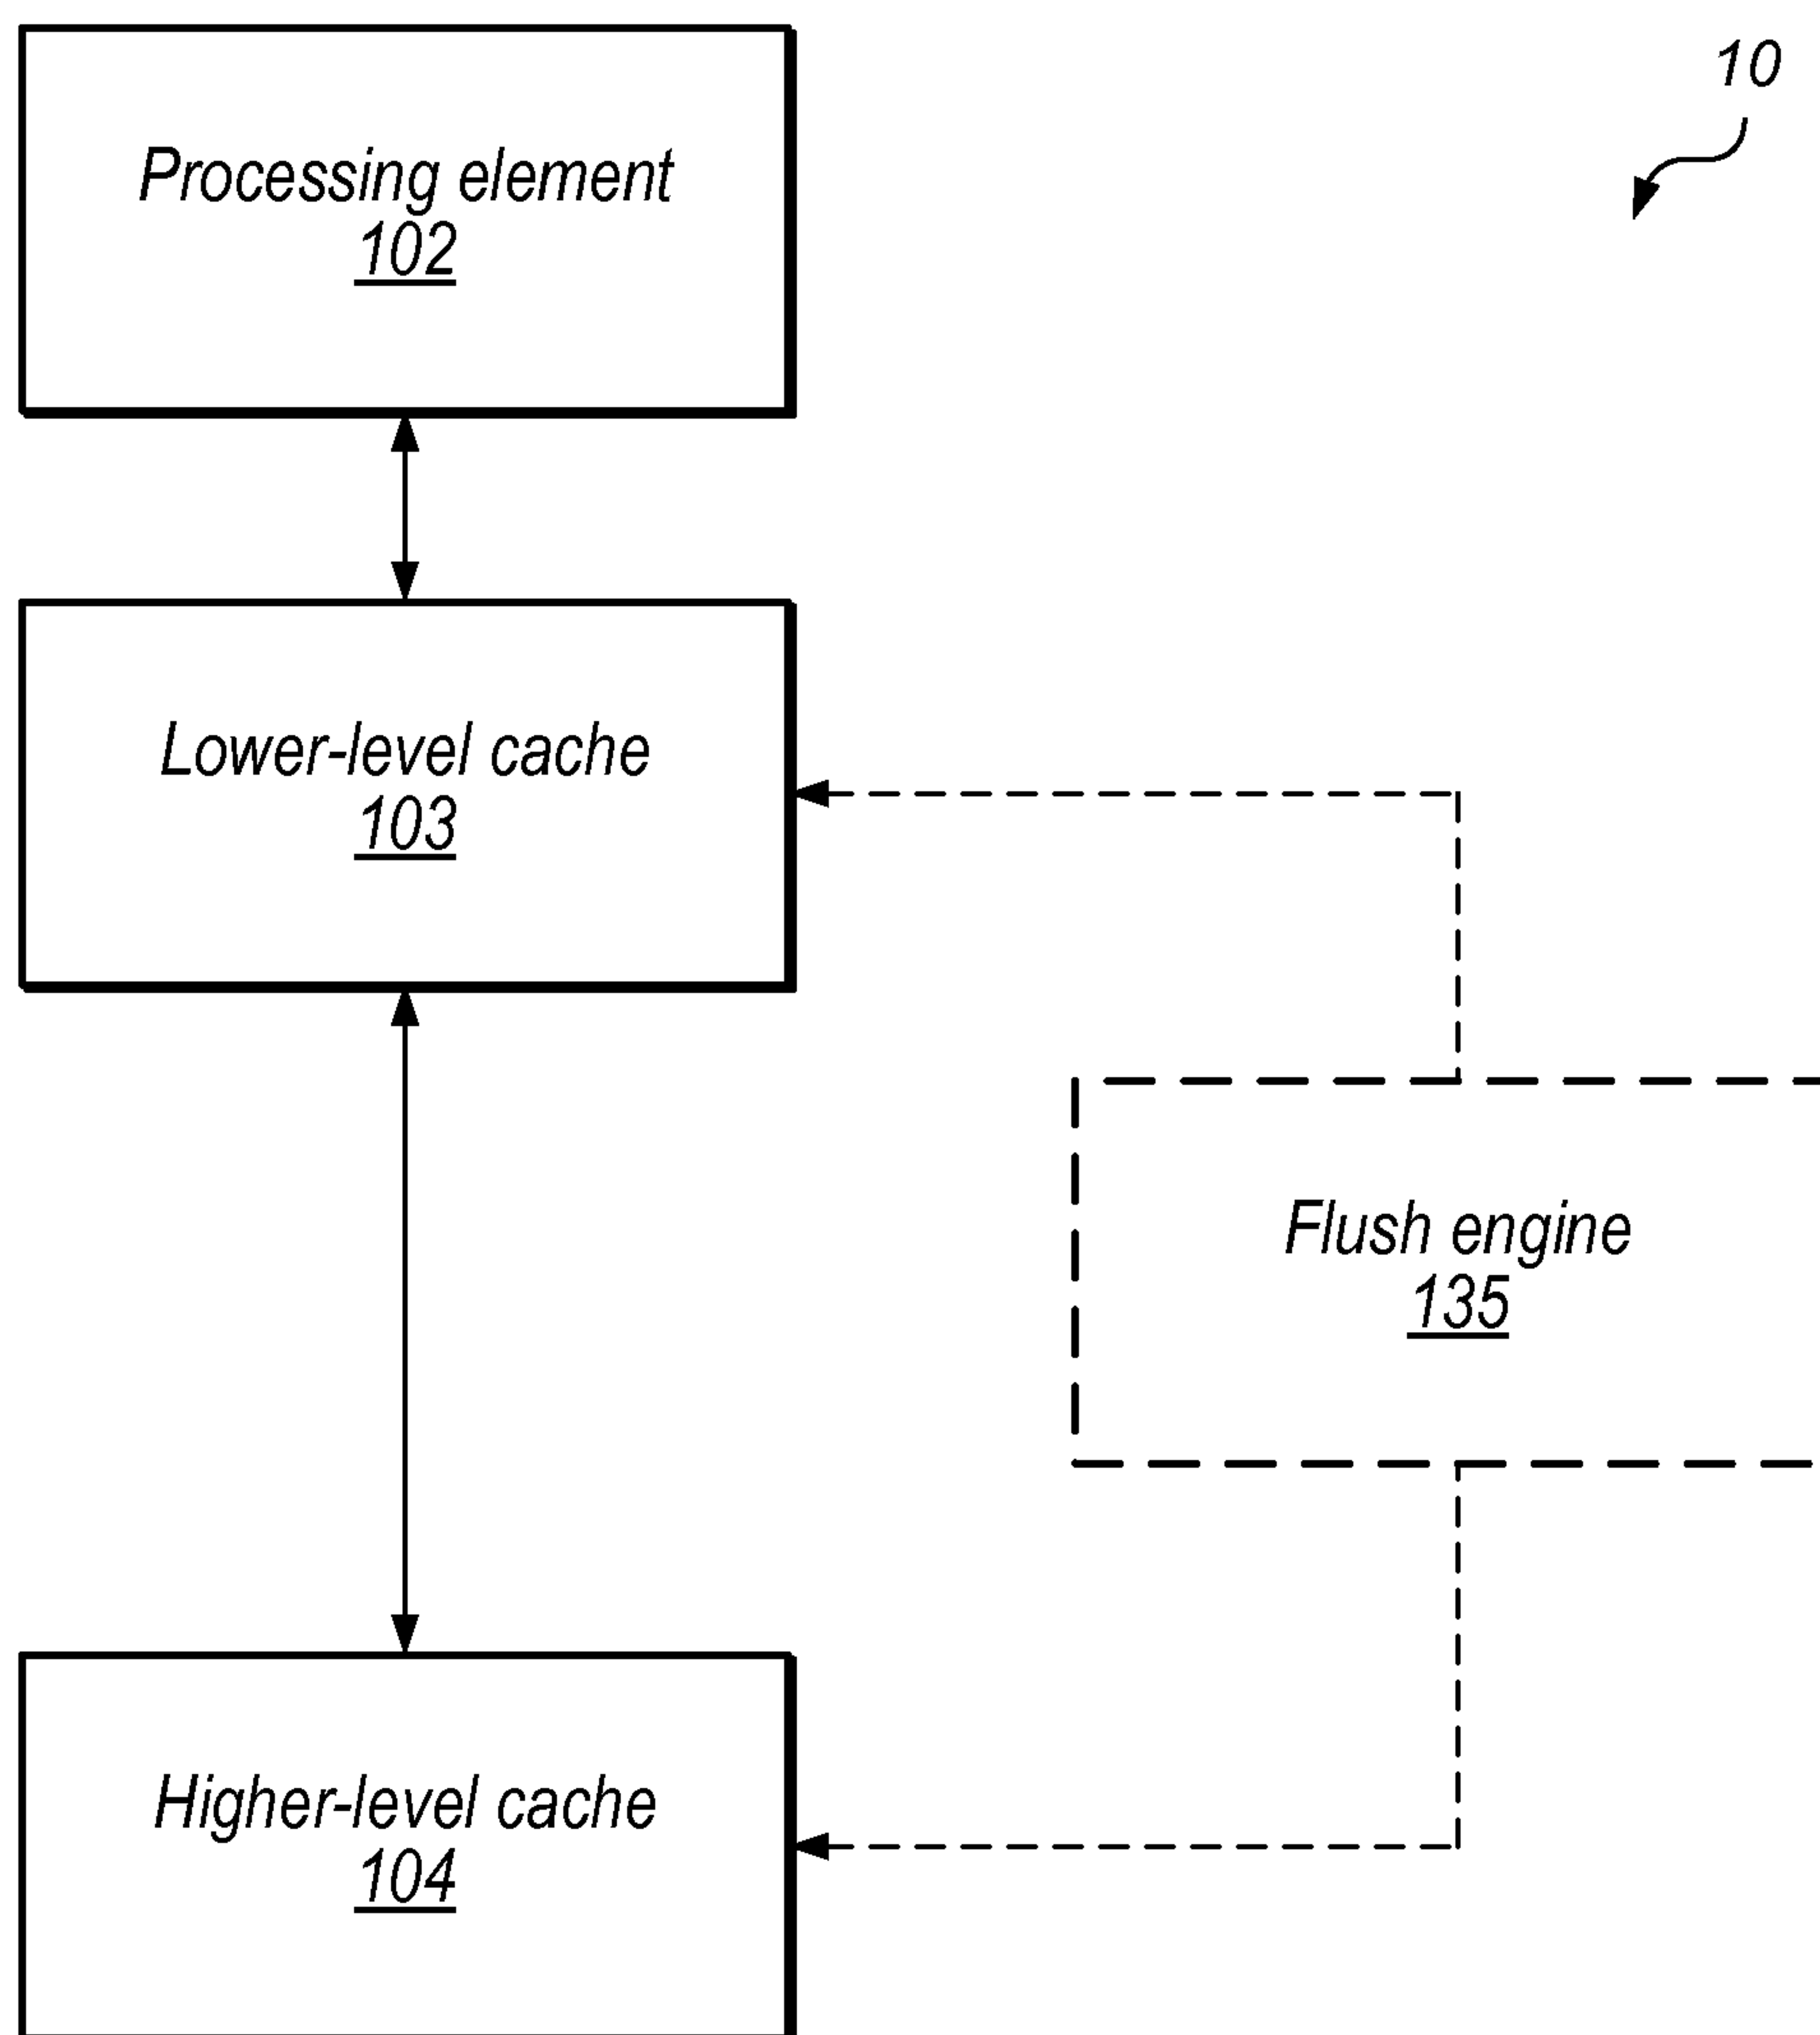 10
Processing element
102
Lower-level cache
103
Flush engine
135
Higher-level cache
104